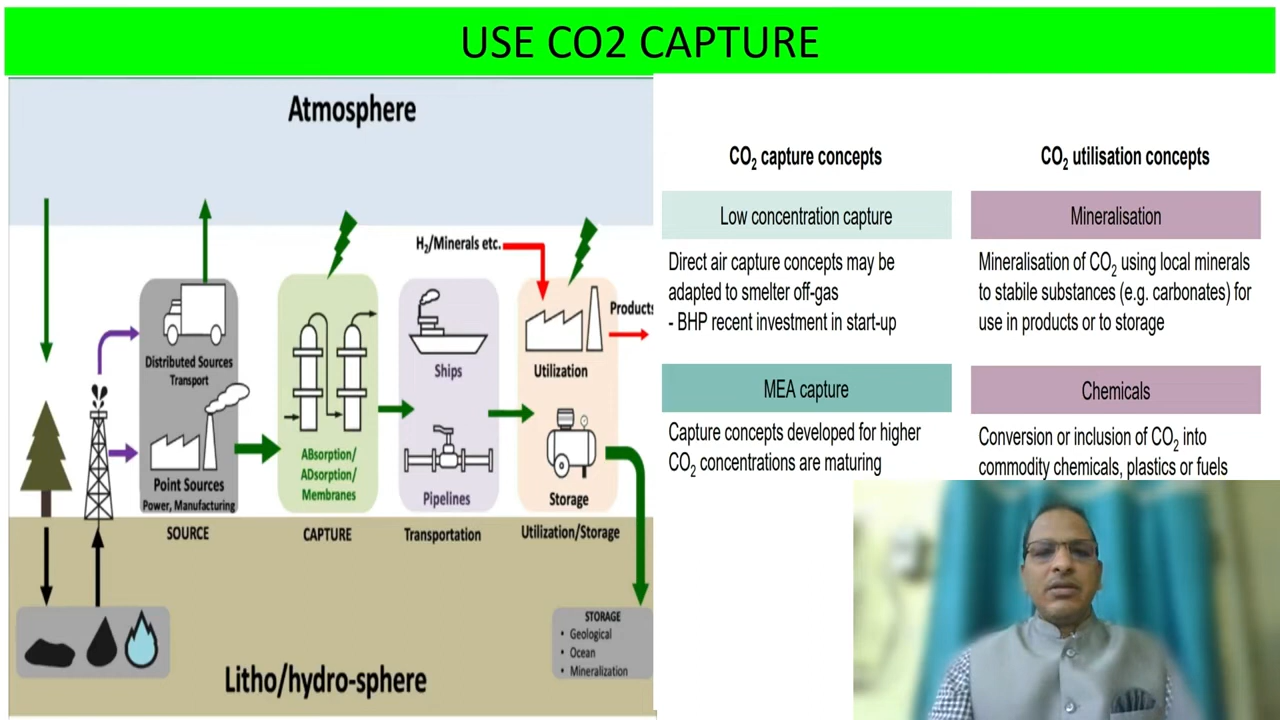 USE CO2 CAPTURE
Atmosphere
H₂/Minerals etc.
Products
Distributed Sources
Transport
Point Sources
Power, Manufacturing
SOURCE
ABsorption/
ADsorption/
Membranes
CAPTURE
Ships
Pipelines
Transportation
Utilization
Storage
Utilization/Storage
STORAGE
• Geological
• Ocean
• Mineralization
Litho/hydro-sphere
CO₂ capture concepts
Low concentration capture
Direct air capture concepts may be
adapted to smelter off-gas
- BHP recent investment in start-up
MEA capture
Capture concepts developed for higher
CO₂ concentrations are maturing
CO₂ utilisation concepts
Mineralisation
Mineralisation of CO₂ using local minerals
to stabile substances (e.g. carbonates) for
use in products or to storage
Chemicals
Conversion or inclusion of CO₂ into
commodity chemicals, plastics or fuels